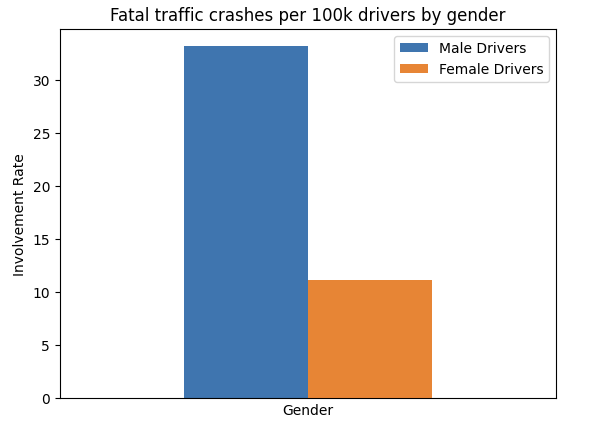 Fatal traffic crashes per 100k drivers by gender
Male Drivers
Female Drivers
Involvement Rate
30
25
20
15
10
5
0
Gender